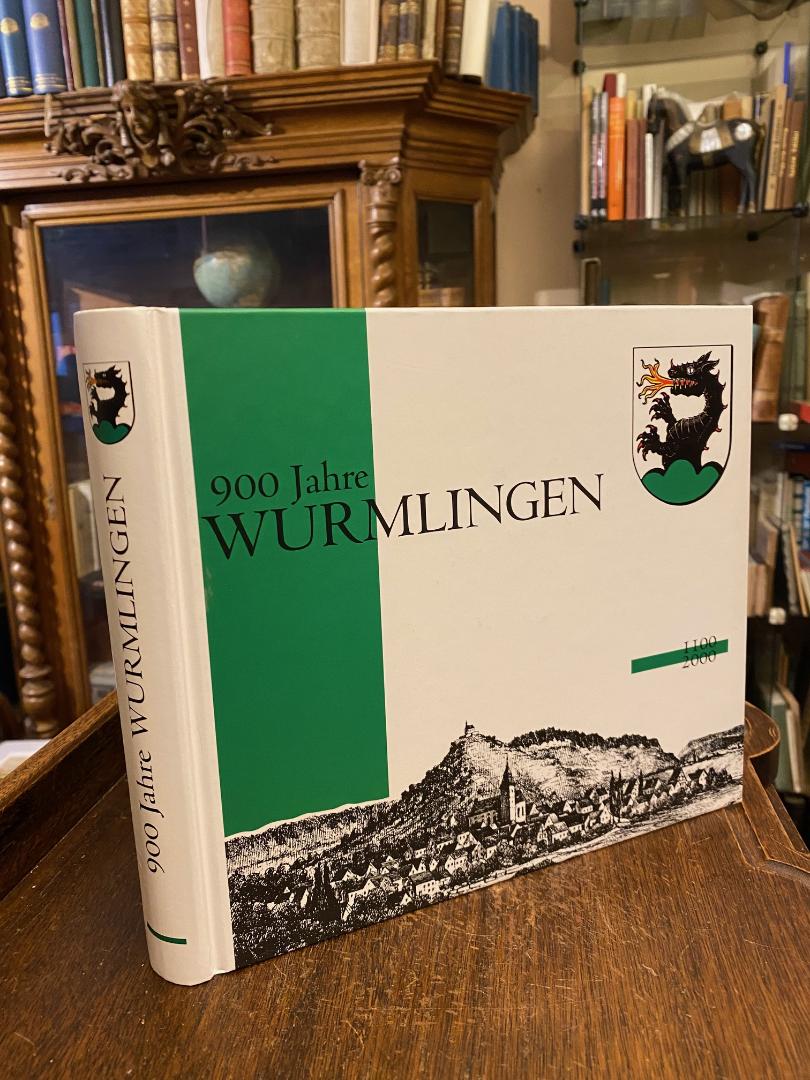 900 Jahre WURMLINGEN
900 Jahre
WURMLINGEN
1100
2000